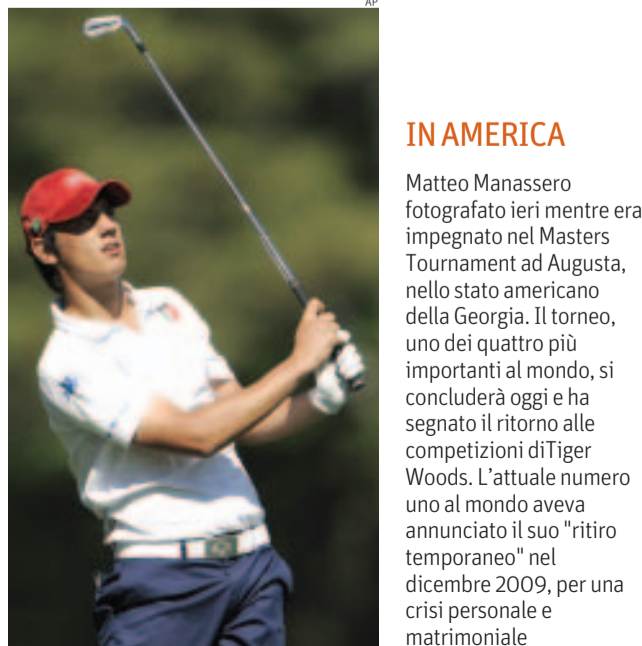 AP
IN AMERICA
Matteo Manassero
fotografato ieri mentre era
impegnato nel Masters
Tournament ad Augusta,
nello stato americano
della Georgia. Il torneo,
uno dei quattro più
importanti al mondo, si
concluderà oggi e ha
segnato il ritorno alle
competizioni diTiger
Woods. L'attuale numero
uno al mondo aveva
annunciato il suo "ritiro
temporaneo" nel
dicembre 2009, per una
crisi personale e
matrimoniale